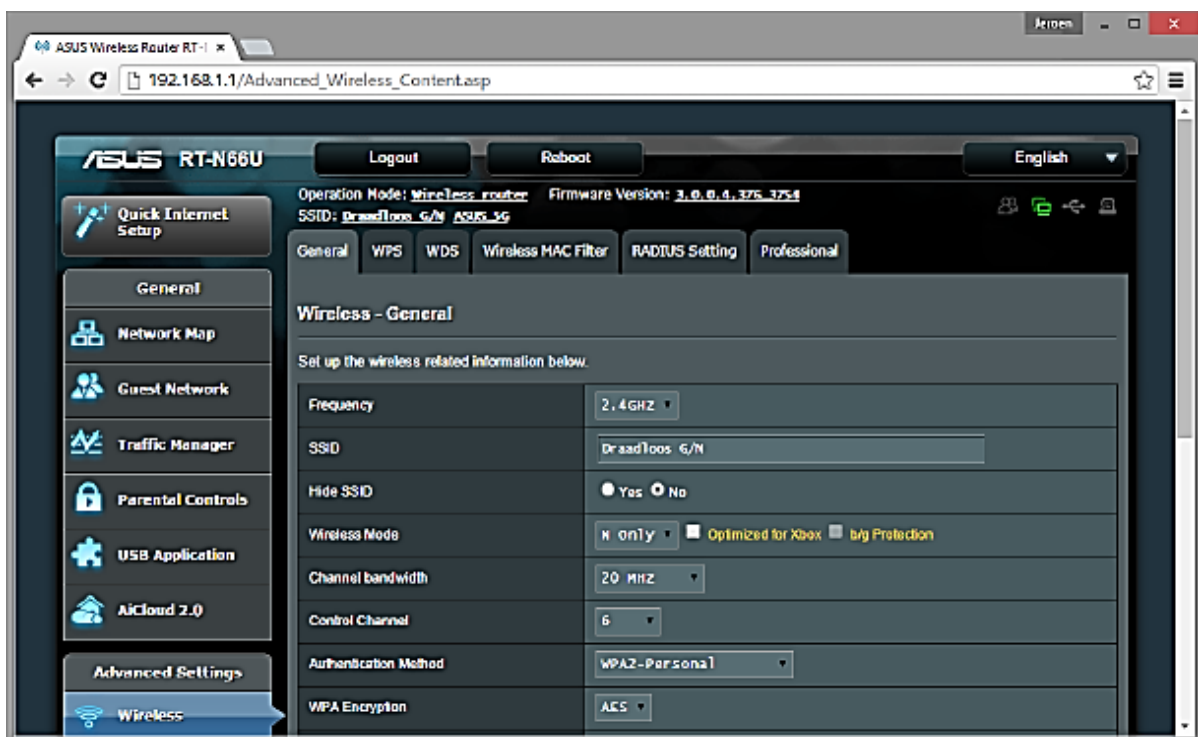 Jeroen
ASUS Wireless Router RT-
192.168.1.1/Advanced_Wireless_Content.asp
ASUS RT-N66U Logout Reboot English
Operation Mode: Wireless router Firmware Version: 3.0.0.4.376_3754
SSID: Draadloos G/N ASUS_5G
Quick Internet
Setup
General WPS WDS Wireless MAC Filter RADIUS Setting Professional
General
Network Map
Guest Network
Traffic Manager
Parental Controls
USB Application
AiCloud 2.0
Advanced Settings
Wireless
Wireless - General
Set up the wireless related information below.
Frequency 2.4GHZ
SSID Draadloos G/N
Hide SSID Yes No
Wireless Mode N only Optimized for Xbox b/g Protection
Channel bandwidth 20 MHZ
Control Channel 6
Authentication Method WPA2-Personal
WPA Encryption AES